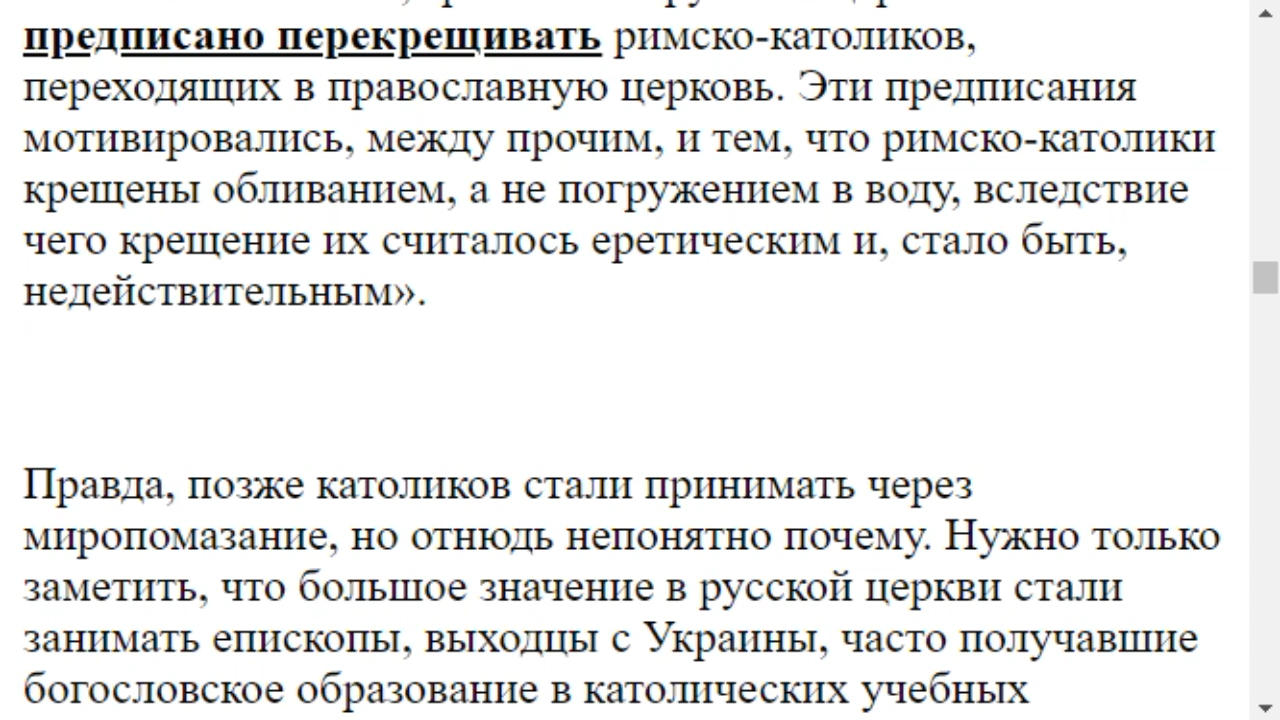 предписано перекрещивать римско-католиков,
переходящих в православную церковь. Эти предписания
мотивировались, между прочим, и тем, что римско-католики
крещены обливанием, а не погружением в воду, вследствие
чего крещение их считалось еретическим и, стало быть,
недействительным».
Правда, позже католиков стали принимать через
миропомазание, но отнюдь непонятно почему. Нужно только
заметить, что большое значение в русской церкви стали
занимать епископы, выходцы с Украины, часто получавшие
богословское образование в католических учебных